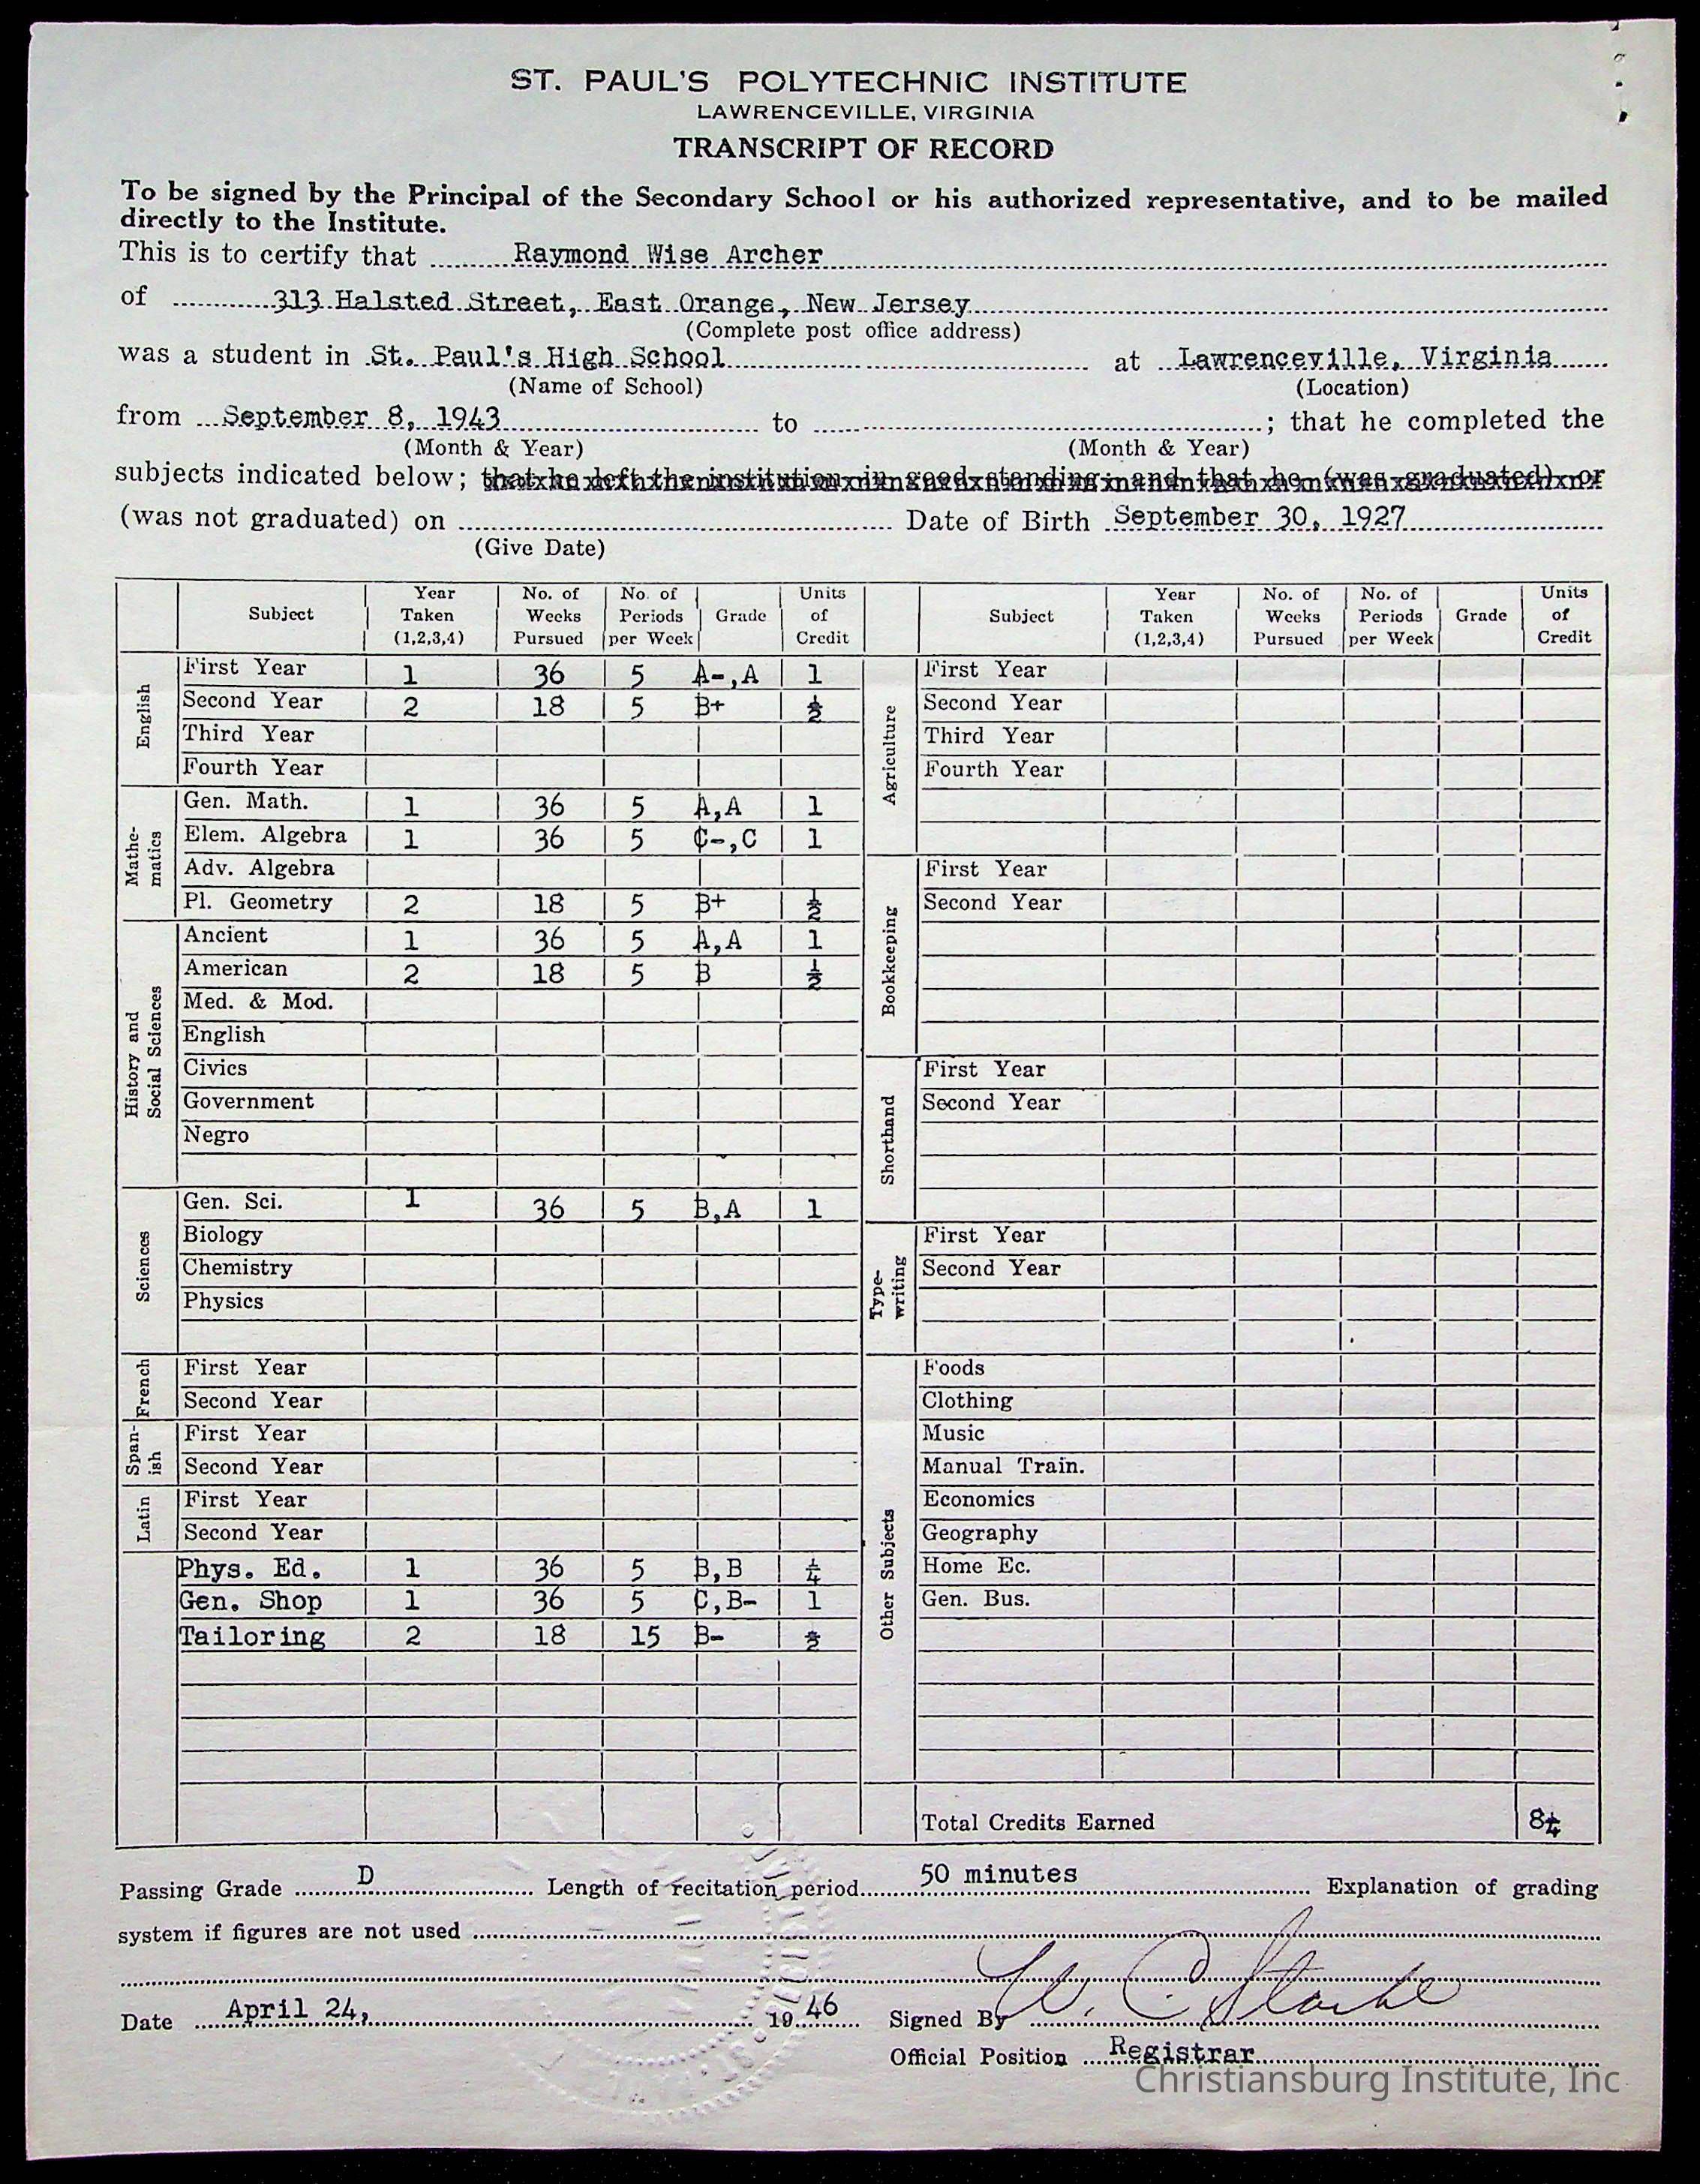 ST. PAUL'S POLYTECHNIC INSTITUTE
LAWRENCEVILLE, VIRGINIA
TRANSCRIPT OF RECORD
To be signed by the Principal of the Secondary School or his authorized representative, and to be mailed
directly to the Institute.
This is to certify that Raymond Wise Archer
of 313 Halsted Street, East Orange, New Jersey
(Complete post office address)
was a student in St. Paul's High School at Lawrenceville, Virginia
(Name of School) (Location)
from September 8, 1943 to ; that he completed the
(Month & Year) (Month & Year)
subjects indicated below; that he left the institution in good standing; and that he (was graduated) or
(was not graduated) on Date of Birth September 30, 1927
(Give Date)
Subject Year Taken (1,2,3,4) No. of Weeks Pursued No. of Periods per Week Grade Units of Credit Subject Year Taken (1,2,3,4) No. of Weeks Pursued No. of Periods per Week Grade Units of Credit
English
First Year 1 36 5 A-,A 1
Second Year 2 18 5 B+ ½
Third Year
Fourth Year
Mathe-
matics
Gen. Math. 1 36 5 A,A 1
Elem. Algebra 1 36 5 C-,C 1
Adv. Algebra
Pl. Geometry 2 18 5 B+ ½
History and
Social Sciences
Ancient 1 36 5 A,A 1
American 2 18 5 B ½
Med. & Mod.
English
Civics
Government
Negro
Sciences
Gen. Sci. 1 36 5 B,A 1
Biology
Chemistry
Physics
French
First Year
Second Year
Span-
ish
First Year
Second Year
Latin
First Year
Second Year
Phys. Ed. 1 36 5 B,B ¼
Gen. Shop 1 36 5 C,B- 1
Tailoring 2 18 15 B- ½
Agriculture
First Year
Second Year
Third Year
Fourth Year
Bookkeeping
First Year
Second Year
Shorthand
First Year
Second Year
Type-
writing
First Year
Second Year
Other Subjects
Foods
Clothing
Music
Manual Train.
Economics
Geography
Home Ec.
Gen. Bus.
Total Credits Earned 8¼
Passing Grade D Length of recitation period 50 minutes Explanation of grading
system if figures are not used
Date April 24, 19 46 Signed By W. C.
Official Position Registrar
Christiansburg Institute, Inc